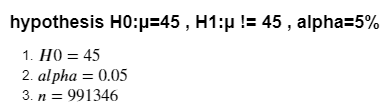 hypothesis H0:μ=45 , H1:μ != 45 , alpha=5%
1. H0 = 45
2. alpha = 0.05
3. n = 991346